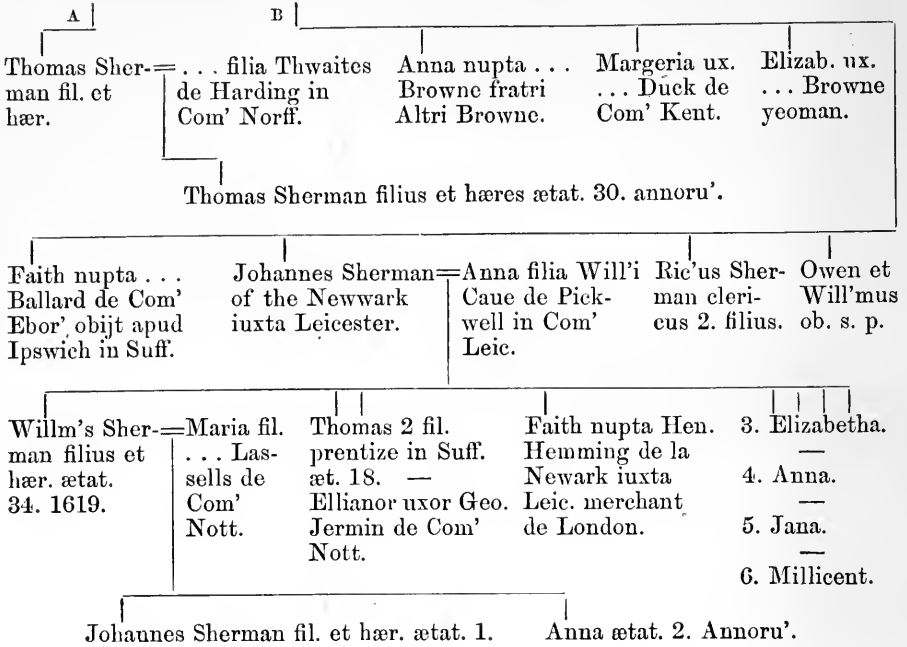 A B
Thomas Sher-
man fil. et
hær.
. . . filia Thwaites
de Harding in
Com' Norff.
Anna nupta . . .
Browne fratri
Altri Browne.
Margeria ux.
. . . Duck de
Com' Kent.
Elizab. ux.
. . . Browne
yeoman.
Thomas Sherman filius et hæres ætat. 30. annoru'.
Faith nupta . . .
Ballard de Com'
Ebor', obijt apud
Ipswich in Suff.
Johannes Sherman
of the Newwark
iuxta Leicester.
Anna filia Will'i
Caue de Pick-
well in Com'
Leic.
Ric'us Sher-
man cleri-
cus 2. filius.
Owen et
Will'mus
ob. s. p.
Willm's Sher-
man filius et
hær. ætat.
34. 1619.
Maria fil.
. . . Las-
sells de
Com'
Nott.
Thomas 2 fil.
prentize in Suff.
æt. 18. —
Ellianor uxor Geo.
Jermin de Com'
Nott.
Faith nupta Hen.
Hemming de la
Newark iuxta
Leic. merchant
de London.
3. Elizabetha.
—
4. Anna.
—
5. Jana.
—
6. Millicent.
Johannes Sherman fil. et hær. ætat. 1.
Anna ætat. 2. Annoru'.